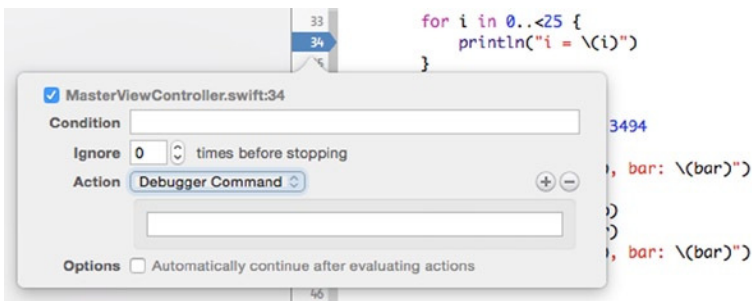 33
for i in 0..<25 {
34
println("i = \(i)")
}
MasterViewController.swift:34
Condition
3494
Ignore 0 times before stopping
, bar: \(bar)")
Action Debugger Command
)
)
, bar: \(bar)")
Options Automatically continue after evaluating actions
46